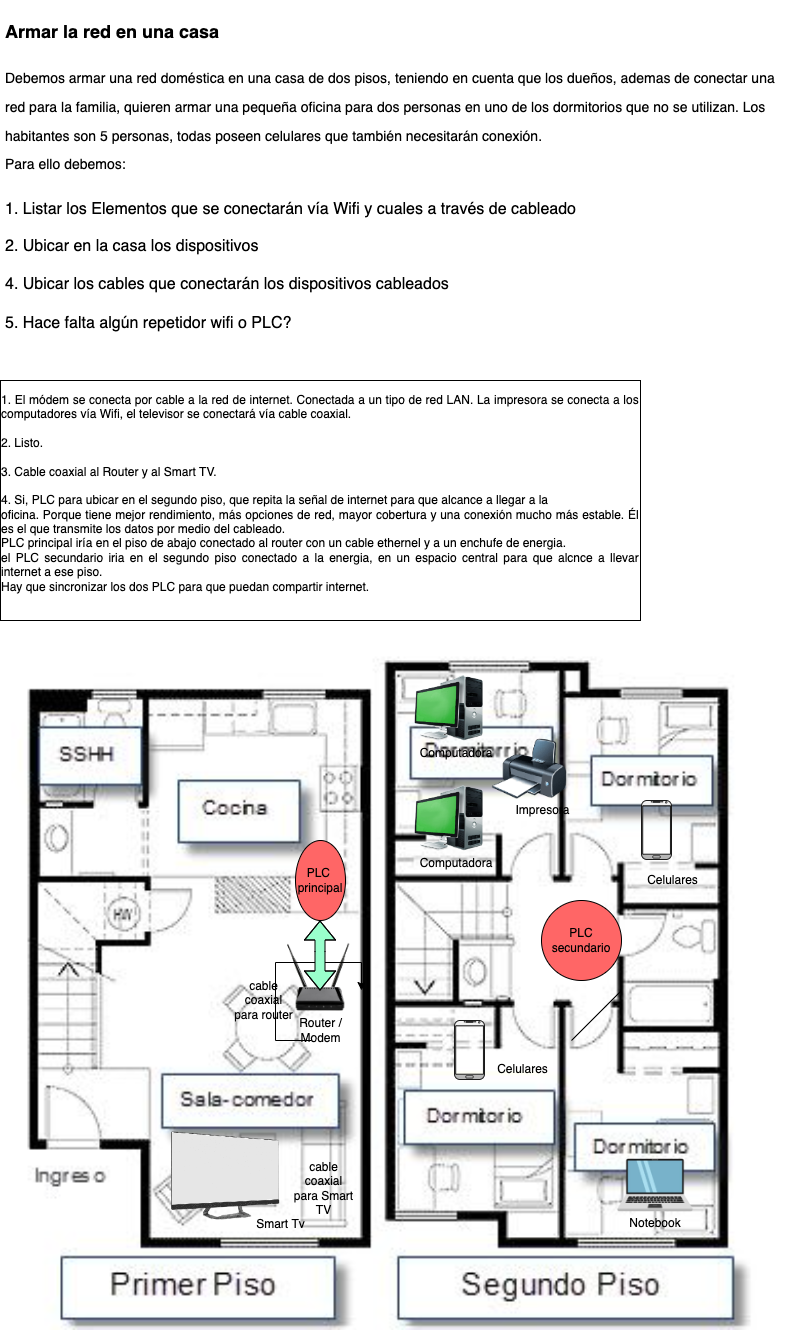 Armar la red en una casa
Debemos armar una red doméstica en una casa de dos pisos, teniendo en cuenta que los dueños, ademas de conectar una
red para la familia, quieren armar una pequeña oficina para dos personas en uno de los dormitorios que no se utilizan. Los
habitantes son 5 personas, todas poseen celulares que también necesitarán conexión.
Para ello debemos:
1. Listar los Elementos que se conectarán vía Wifi y cuales a través de cableado
2. Ubicar en la casa los dispositivos
4. Ubicar los cables que conectarán los dispositivos cableados
5. Hace falta algún repetidor wifi o PLC?
1. El módem se conecta por cable a la red de internet. Conectada a un tipo de red LAN. La impresora se conecta a los
computadores vía Wifi, el televisor se conectará vía cable coaxial.
2. Listo.
3. Cable coaxial al Router y al Smart TV.
4. Si, PLC para ubicar en el segundo piso, que repita la señal de internet para que alcance a llegar a la
oficina. Porque tiene mejor rendimiento, más opciones de red, mayor cobertura y una conexión mucho más estable. Él
es el que transmite los datos por medio del cableado.
PLC principal iría en el piso de abajo conectado al router con un cable ethernel y a un enchufe de energia.
el PLC secundario iria en el segundo piso conectado a la energia, en un espacio central para que alcnce a llevar
internet a ese piso.
Hay que sincronizar los dos PLC para que puedan compartir internet.
SSHH
Cocina
PLC
principal
HW
cable
coaxial
para router
Router /
Modem
Sala-comedor
Ingreso
cable
coaxial
para Smart
TV
Smart Tv
Primer Piso
Dormitorrio
Computadora
Impresora
Computadora
Dormitorio
Celulares
PLC
secundario
Celulares
Dormitorio
Dormitorio
Notebook
Segundo Piso